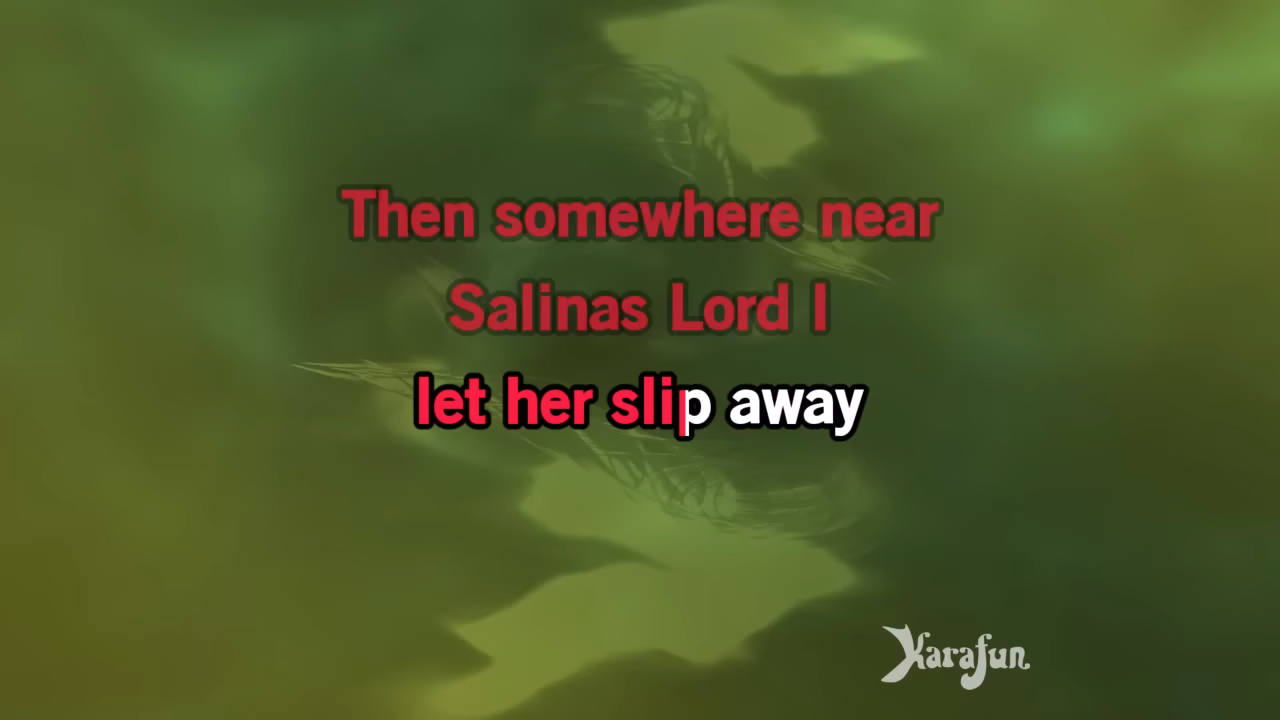 Then somewhere near
Salinas Lord I
let her slip away
Karafun